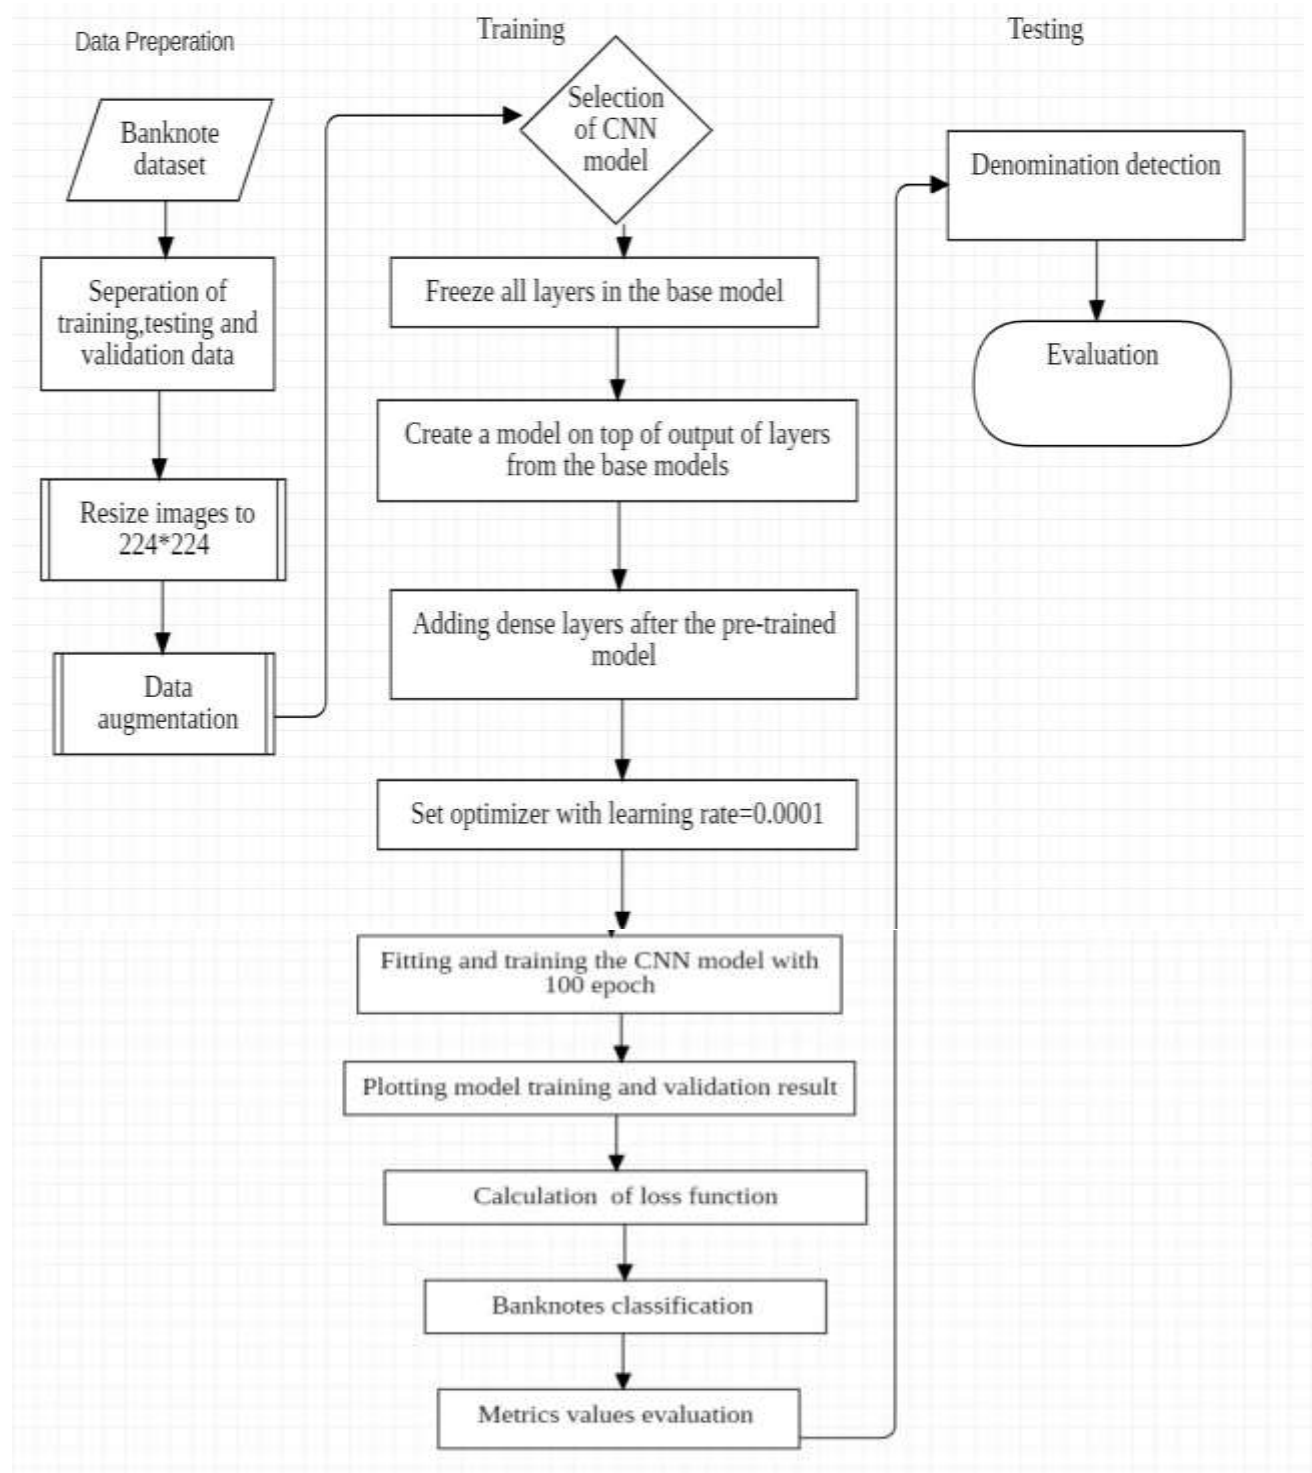 Data Preperation
Banknote
dataset
Seperation of
training,testing and
validation data
Resize images to
224*224
Data
augmentation
Training
Selection
of CNN
model
Freeze all layers in the base model
Create a model on top of output of layers
from the base models
Adding dense layers after the pre-trained
model
Set optimizer with learning rate=0.0001
Fitting and training the CNN model with
100 epoch
Plotting model training and validation result
Calculation of loss function
Banknotes classification
Metrics values evaluation
Testing
Denomination detection
Evaluation